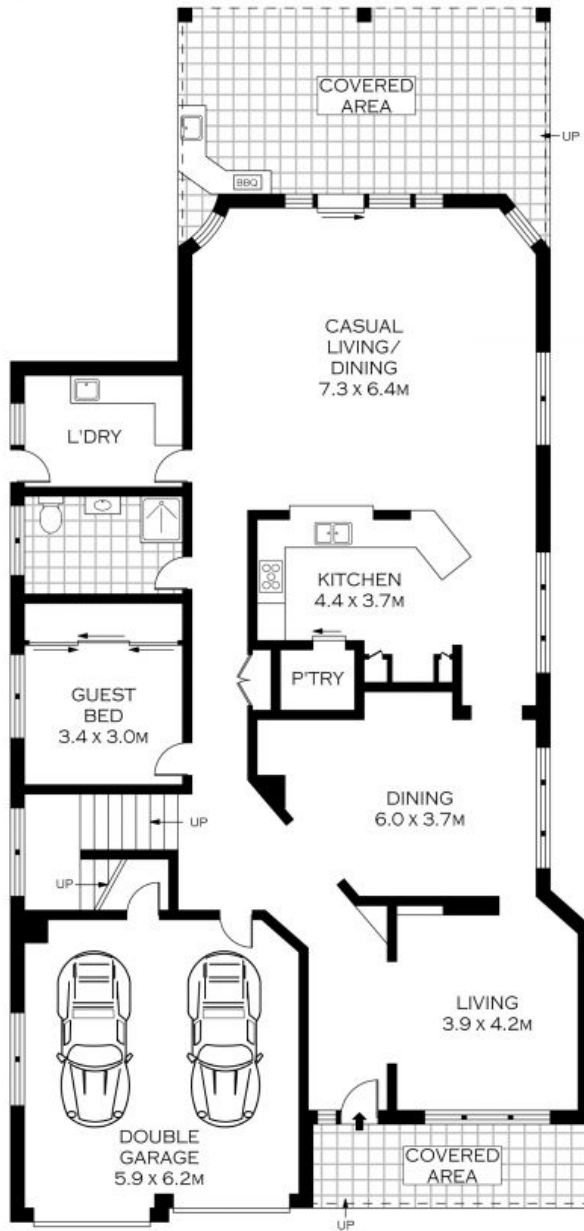 COVERED
AREA
UP
BBQ
CASUAL
LIVING/
DINING
7.3 x 6.4M
L'DRY
KITCHEN
4.4 x 3.7M
P'TRY
GUEST
BED
3.4 x 3.0M
DINING
6.0 x 3.7M
UP
UP
LIVING
3.9 x 4.2M
DOUBLE
GARAGE
5.9 x 6.2M
COVERED
AREA
UP